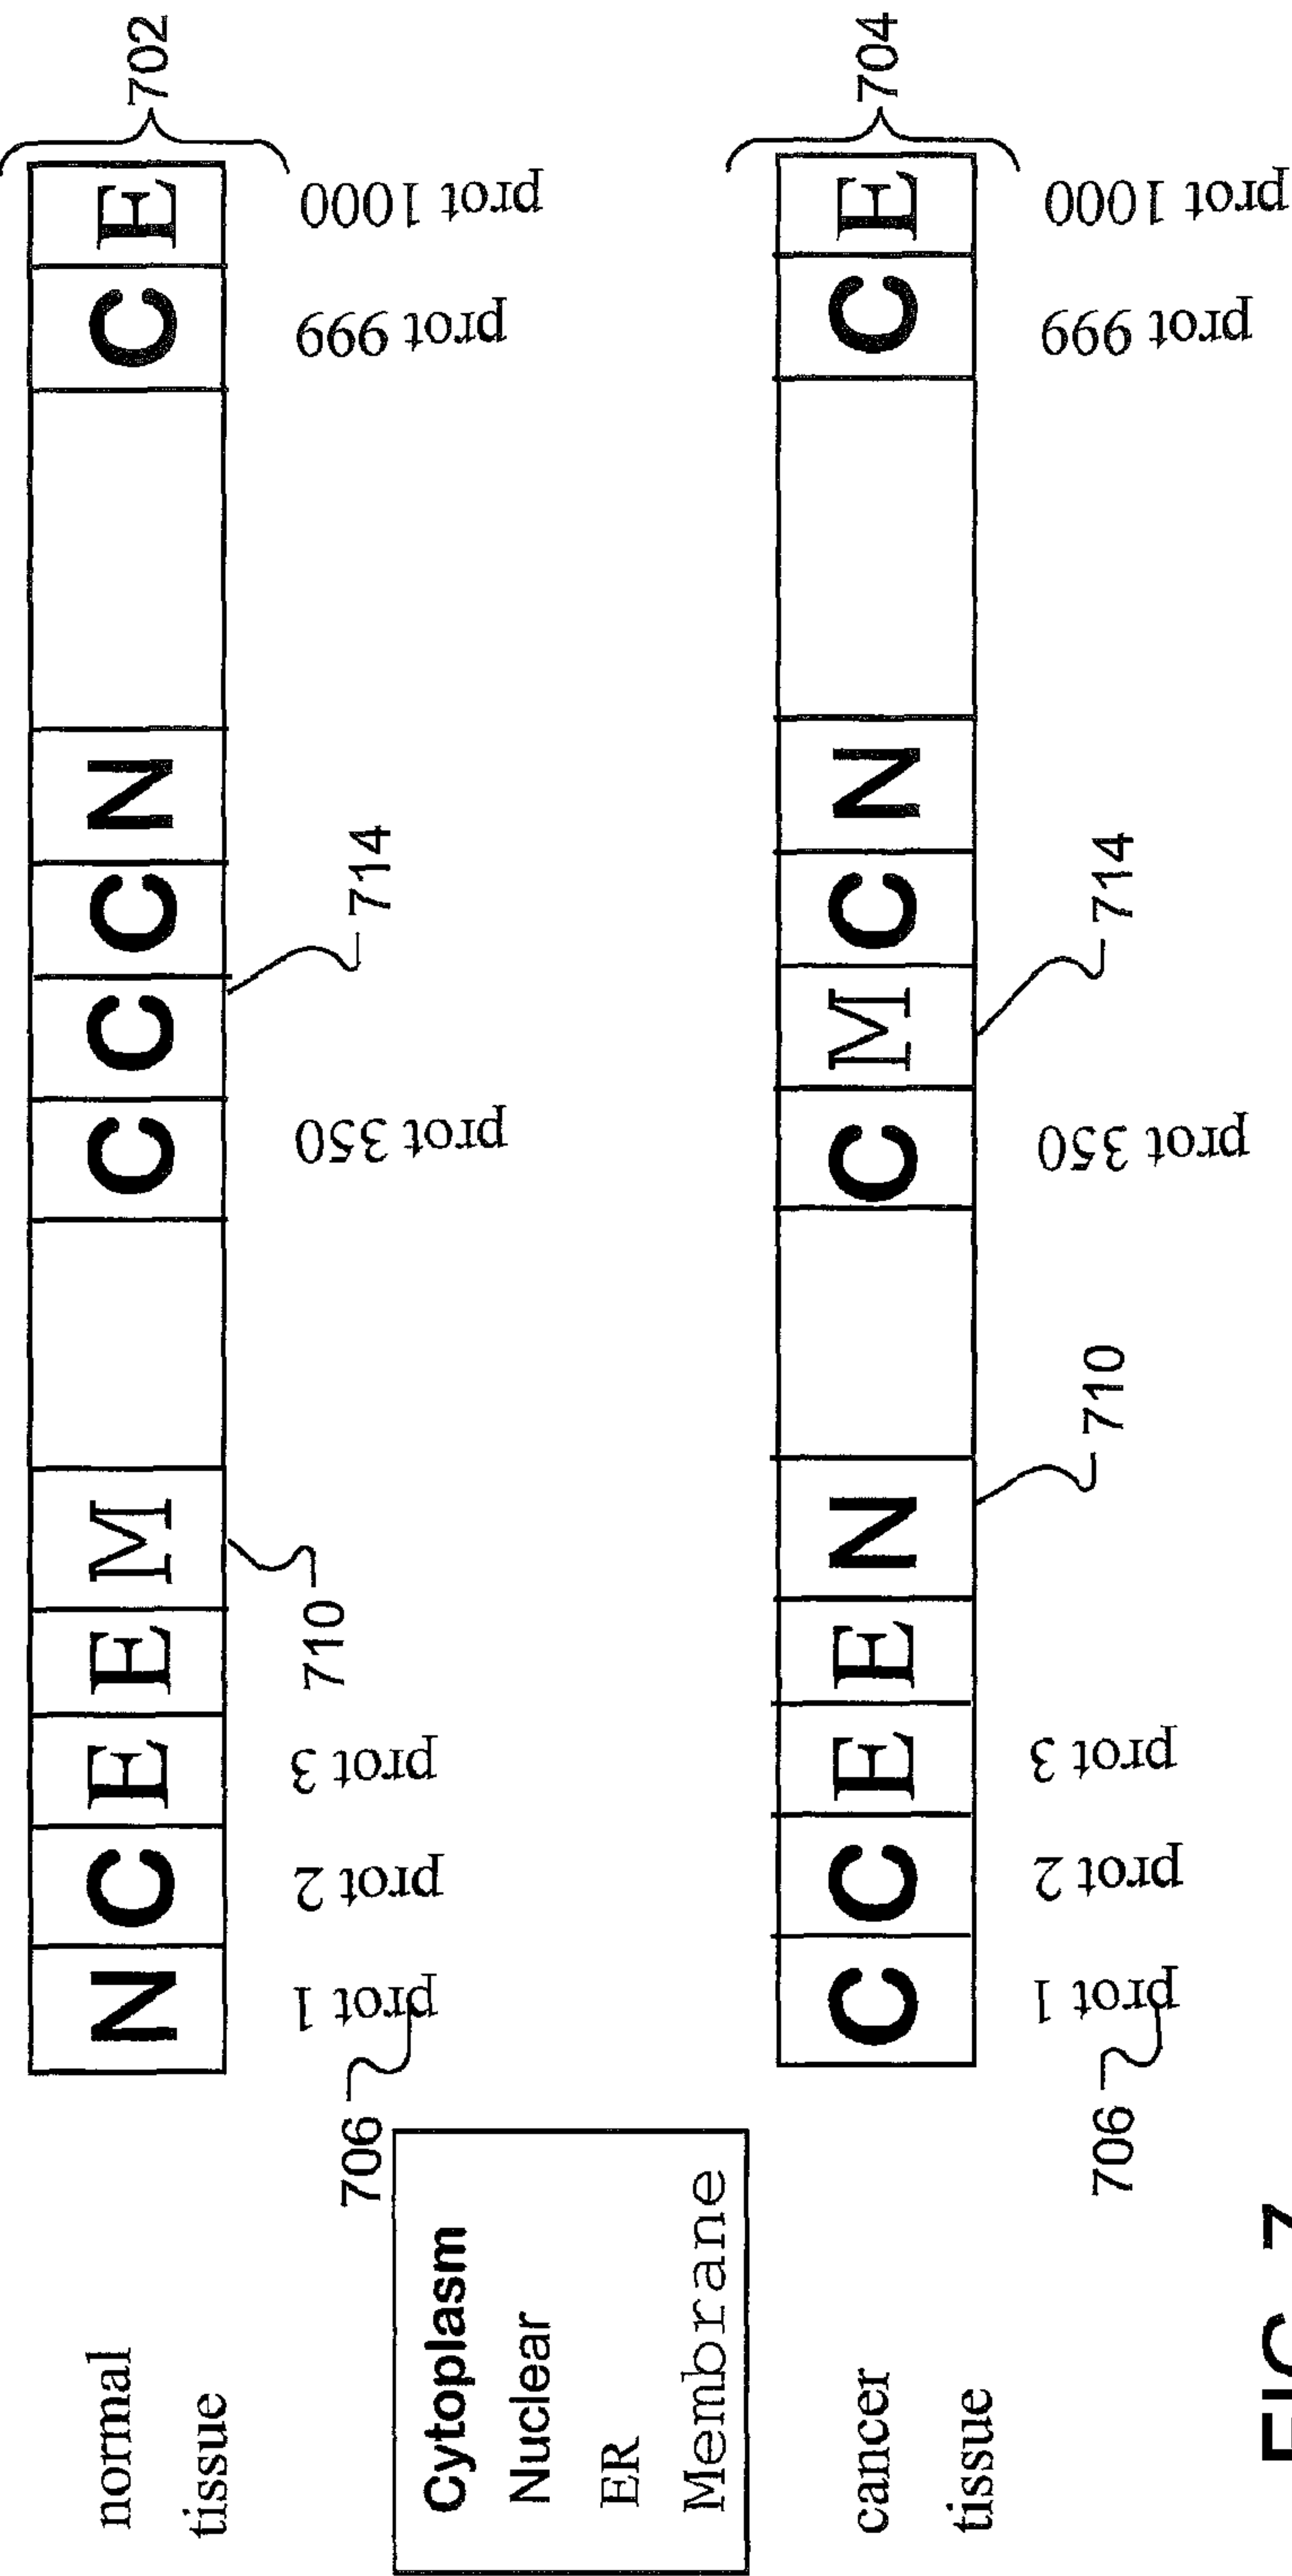 normal
tissue
N C E E M C C C N C E
702
prot 1
prot 2
prot 3
prot 350
prot 999
prot 1000
706
710
714
Cytoplasm
Nuclear
ER
Membrane
cancer
tissue
C C E E N C M C N C E
704
prot 1
prot 2
prot 3
prot 350
prot 999
prot 1000
706
710
714
FIG. 7